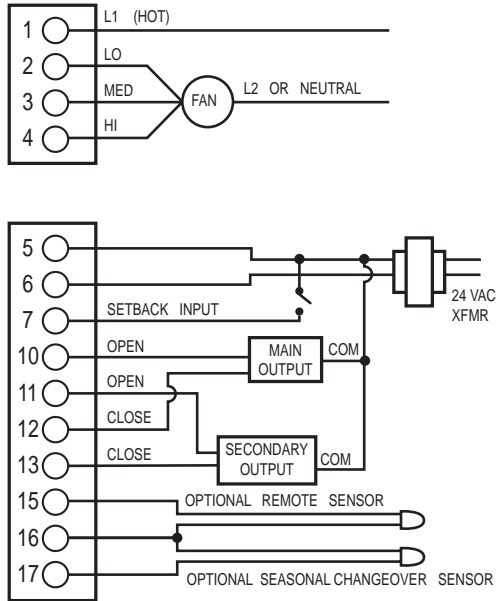 1 L1 (HOT)
2 LO
3 MED FAN L2 OR NEUTRAL
4 HI
5
6
24 VAC
XFMR
7 SETBACK INPUT
10 OPEN
MAIN
OUTPUT
COM
11 OPEN
12 CLOSE
13 CLOSE
SECONDARY
OUTPUT
COM
15 OPTIONAL REMOTE SENSOR
16
17 OPTIONAL SEASONAL CHANGEOVER SENSOR